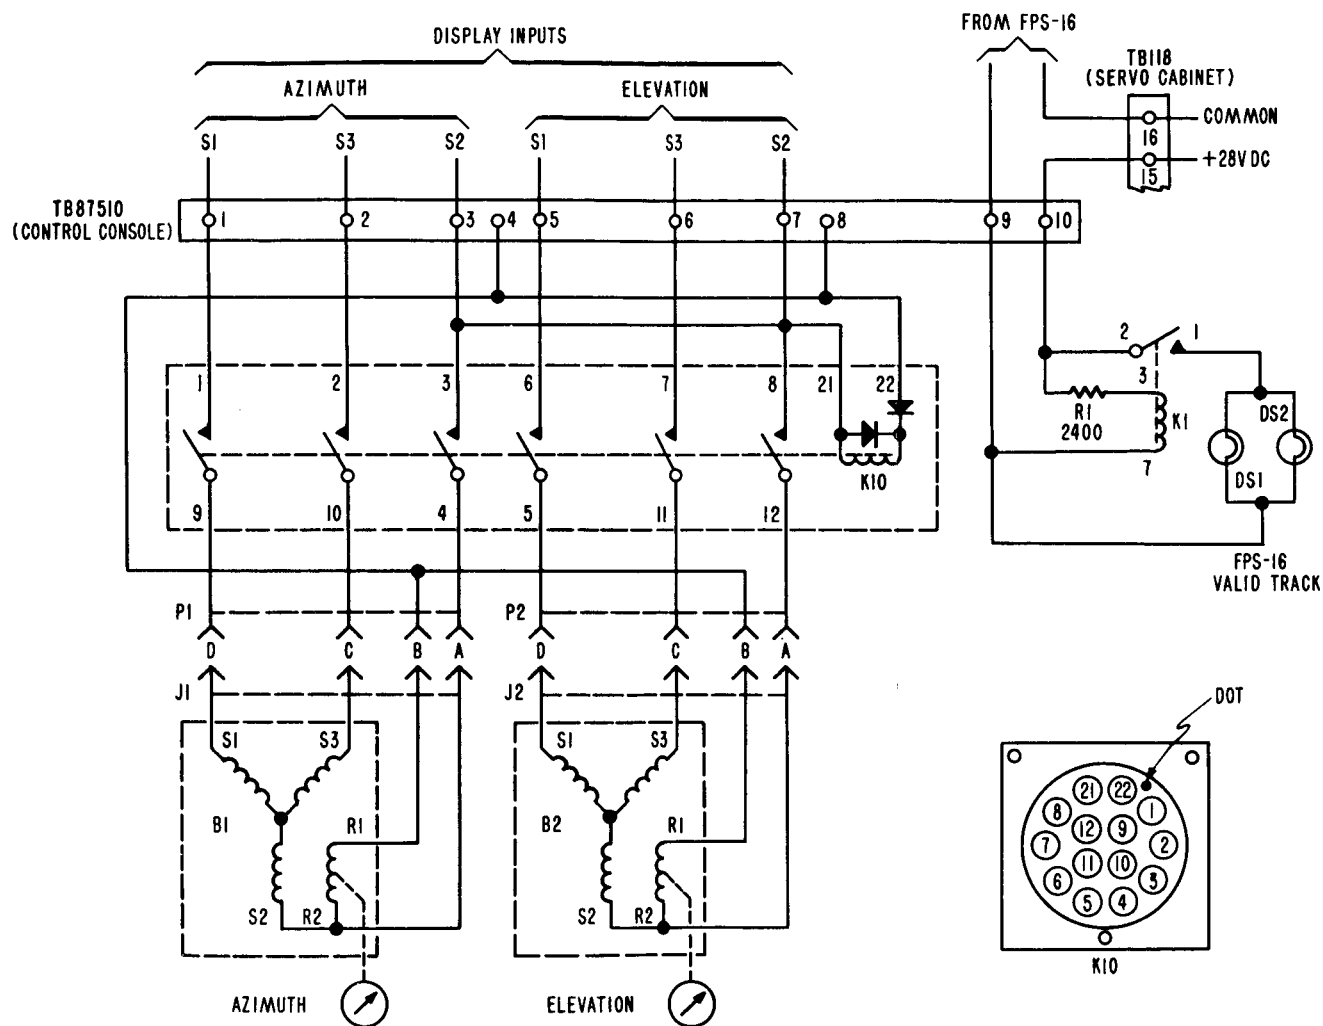 DISPLAY INPUTS
FROM FPS-16
TB118
(SERVO CABINET)
AZIMUTH
ELEVATION
COMMON
16
+28VDC
15
S1 S3 S2 S1 S3 S2
TB87510
(CONTROL CONSOLE)
1 2 3 4 5 6 7 8 9 10
2 1
3
1 2 3 6 7 8 21 22
R1
2400
K1
7
DS2
DS1
K10
9 10 4 5 11 12
FPS-16
VALID TRACK
P1 P2
D C B A D C B A
J1 J2
DOT
S1 S3 S1 S3
B1 R1 B2 R1
S2 R2 S2 R2
21 22
8 1
12 9
7 2
11 10
6 3
5 4
K10
AZIMUTH ELEVATION